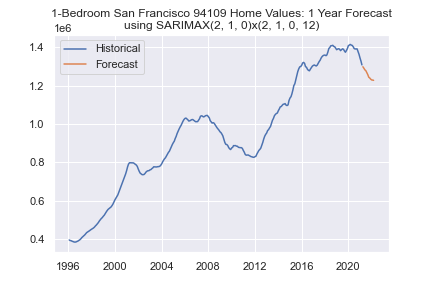 1-Bedroom San Francisco 94109 Home Values: 1 Year Forecast
using SARIMAX(2, 1, 0)x(2, 1, 0, 12)
1e6
Historical
Forecast
1.4
1.2
1.0
0.8
0.6
0.4
1996 2000 2004 2008 2012 2016 2020